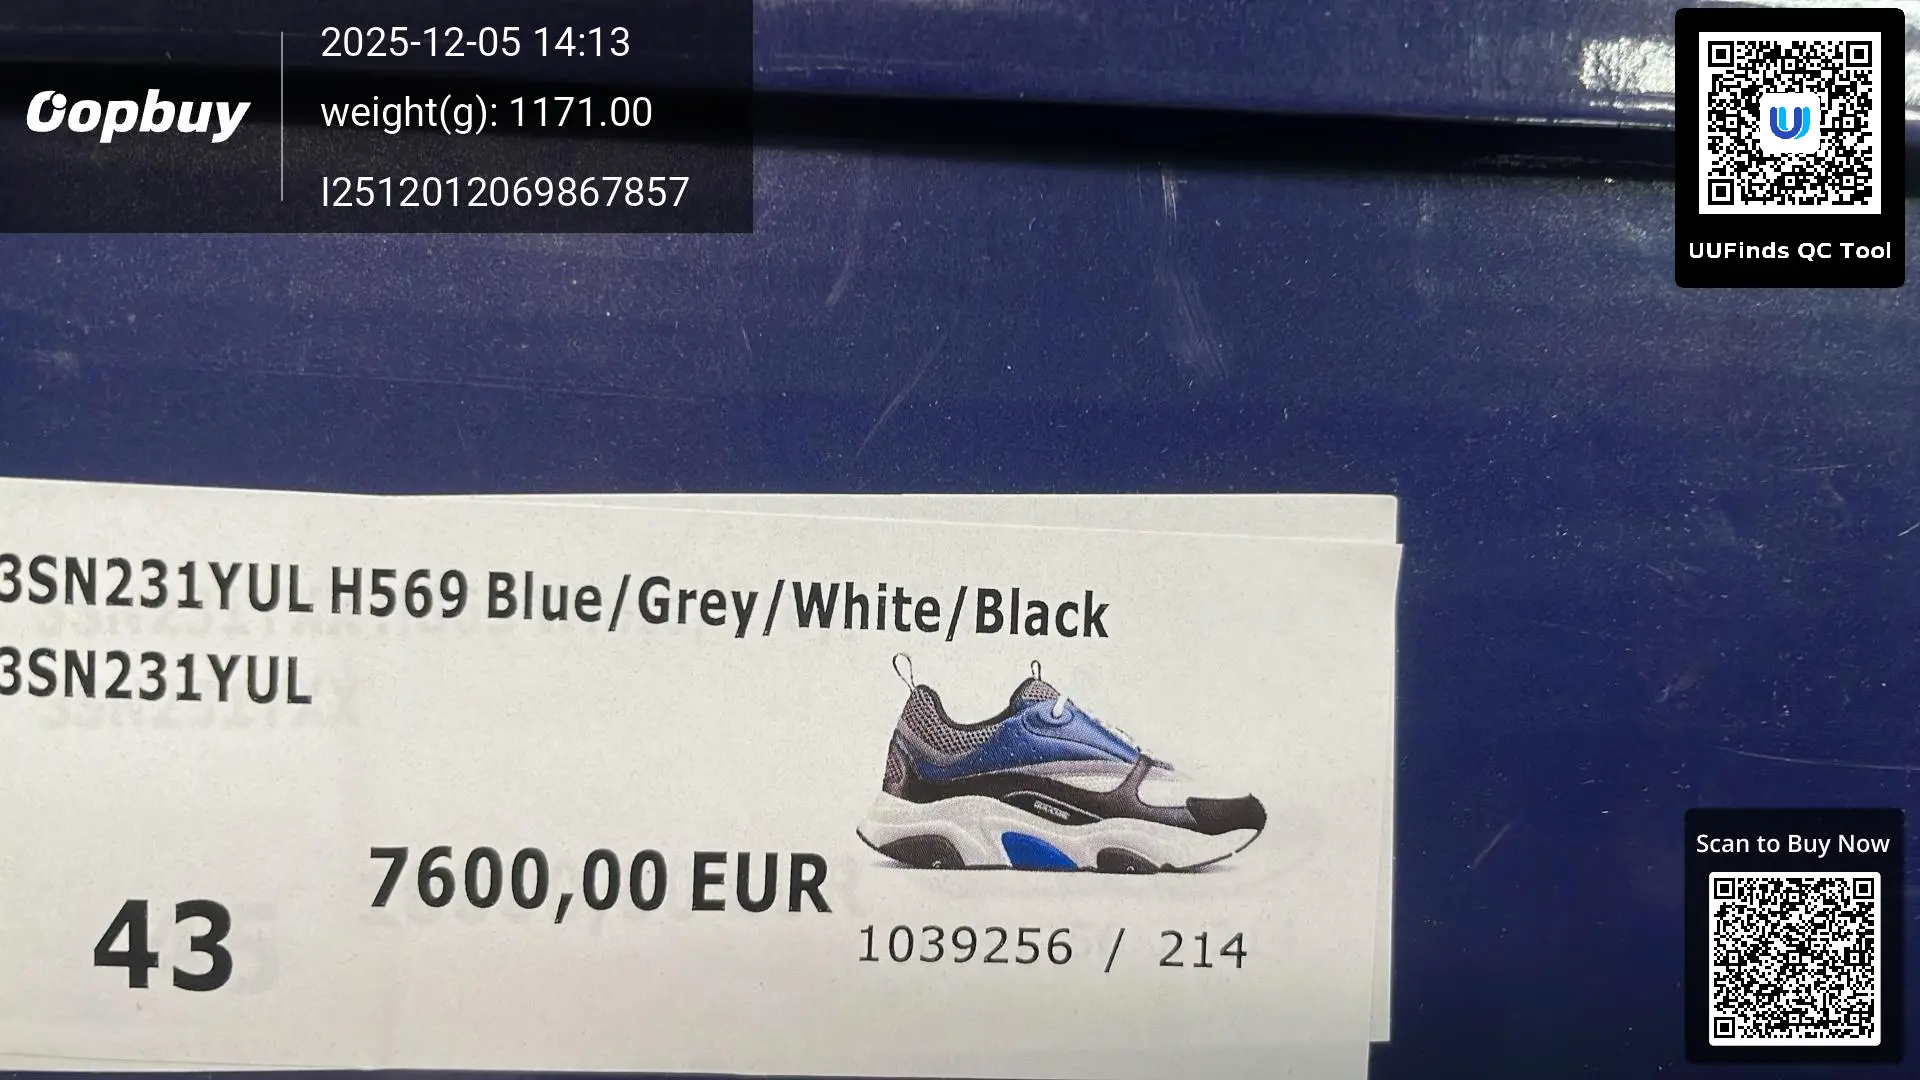 Oopbuy
2025-12-05 14:13
weight(g): 1171.00
I2512012069867857
UUFinds QC Tool
3SN231YUL H569 Blue/Grey/White/Black
3SN231YUL
7600,00 EUR
43
1039256 / 214
Scan to Buy Now